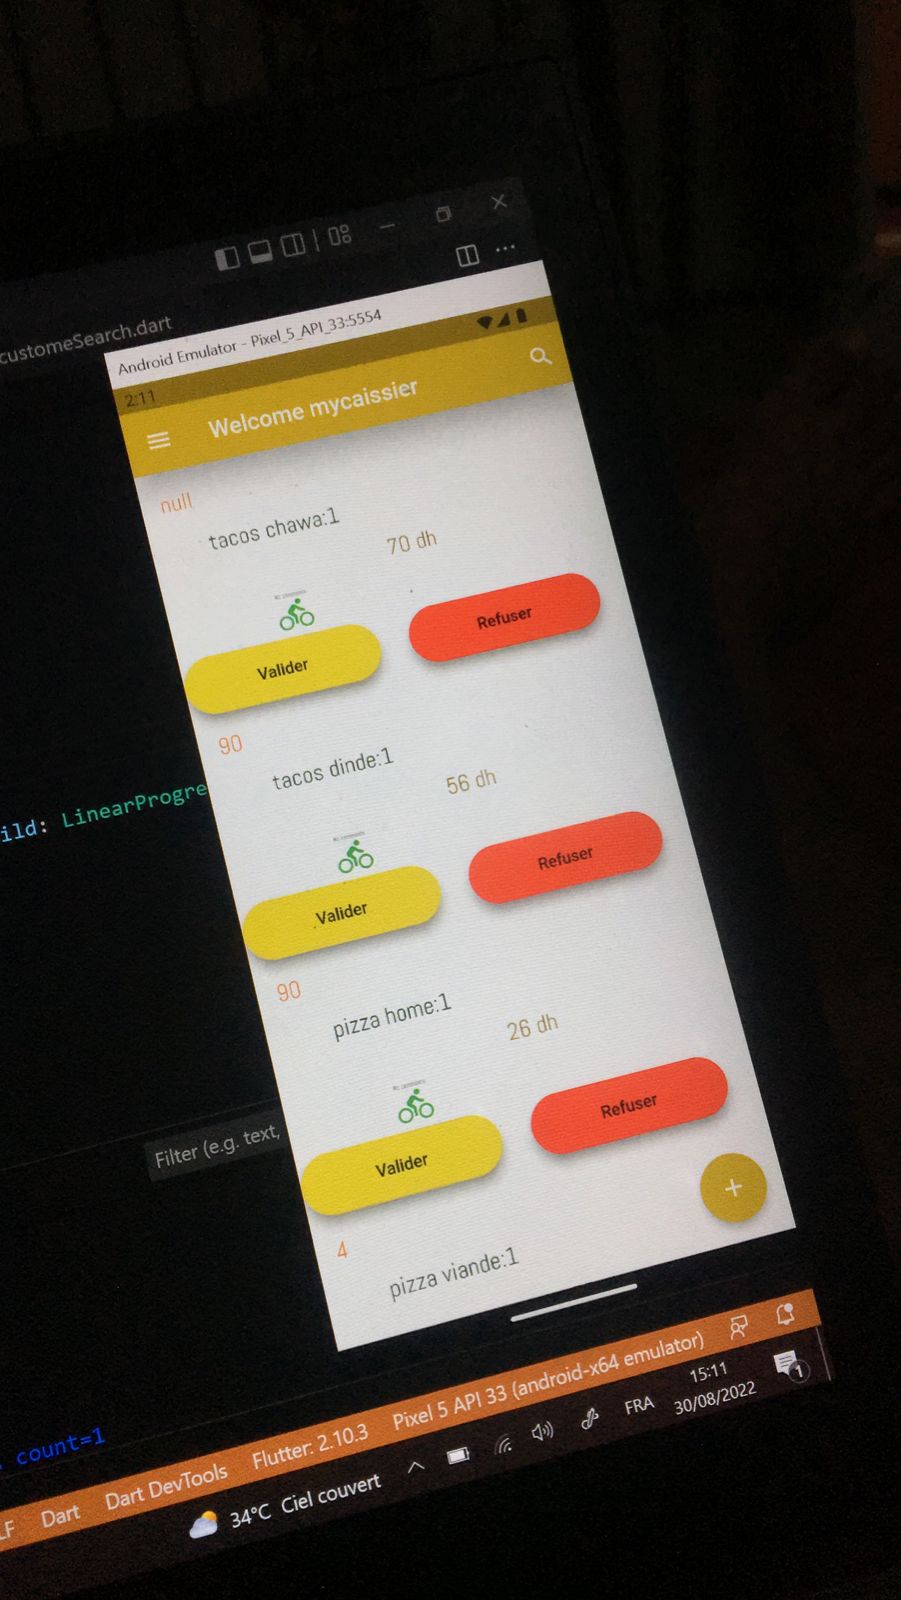 customeSearch.dart
Android Emulator - Pixel_5_API_33:5554
2:11
Welcome mycaissier
null
tacos chawa:1
70 dh
Valider
Refuser
90
tacos dinde:1
56 dh
Valider
Refuser
ild: LinearProgre
90
pizza home:1
26 dh
Valider
Refuser
Filter (e.g. text,
+
4
pizza viande:1
count=1
LF Dart Dart DevTools Flutter: 2.10.3 Pixel 5 API 33 (android-x64 emulator)
34°C Ciel couvert
FRA
15:11
30/08/2022
1